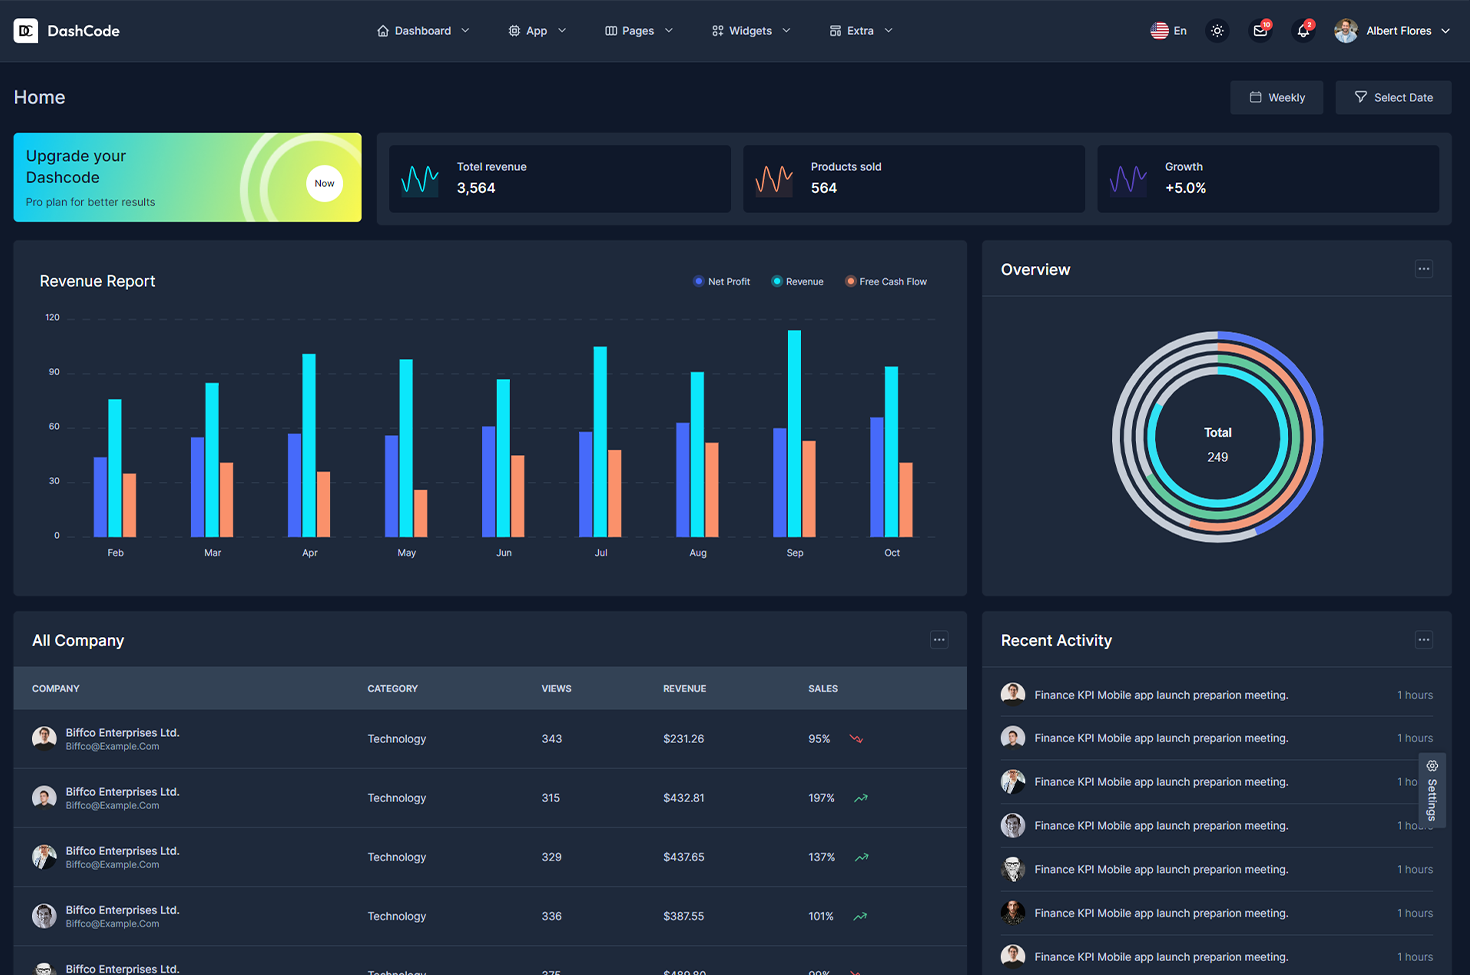 DC DashCode
Dashboard App Pages Widgets Extra
En 10 2 Albert Flores
Home
Weekly Select Date
Upgrade your
Dashcode
Pro plan for better results
Now
Totel revenue
3,564
Products sold
564
Growth
+5.0%
Revenue Report
Net Profit Revenue Free Cash Flow
120
90
60
30
0
Feb Mar Apr May Jun Jul Aug Sep Oct
Overview
Total
249
All Company
COMPANY CATEGORY VIEWS REVENUE SALES
Biffco Enterprises Ltd.
Biffco@Example.Com
Technology 343 $231.26 95%
Biffco Enterprises Ltd.
Biffco@Example.Com
Technology 315 $432.81 197%
Biffco Enterprises Ltd.
Biffco@Example.Com
Technology 329 $437.65 137%
Biffco Enterprises Ltd.
Biffco@Example.Com
Technology 336 $387.55 101%
Biffco Enterprises Ltd.
Technology
Recent Activity
Finance KPI Mobile app launch preparion meeting. 1 hours
Finance KPI Mobile app launch preparion meeting. 1 hours
Finance KPI Mobile app launch preparion meeting. 1 ho
Finance KPI Mobile app launch preparion meeting. 1 ho
Finance KPI Mobile app launch preparion meeting. 1 hours
Finance KPI Mobile app launch preparion meeting. 1 hours
Finance KPI Mobile app launch preparion meeting. 1 hours
Settings